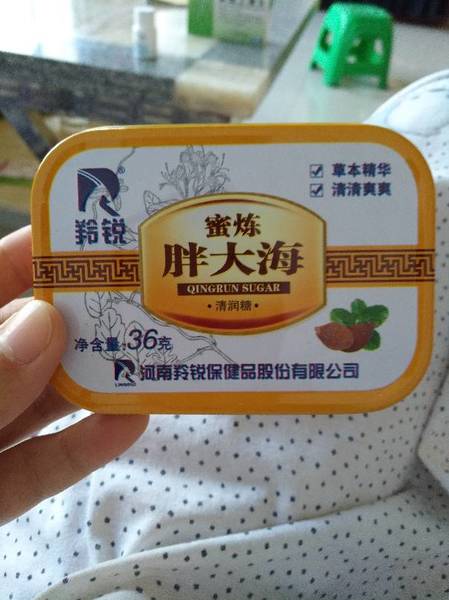 羚锐
草本精华
清清爽爽
蜜炼
胖大海
QINGRUN SUGAR
·清润糖·
净含量:36克
河南羚锐保健品股份有限公司